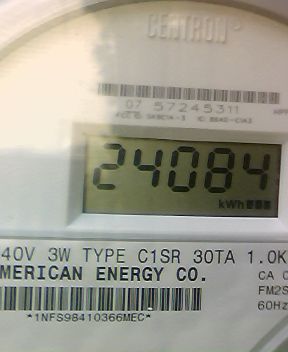 CENTRON®
07 57245311
24084
kWh
40V 3W TYPE C1SR 30TA 1.0K
MERICAN ENERGY CO.
CA
FM2S
60Hz
*1NFS98410366MEC*